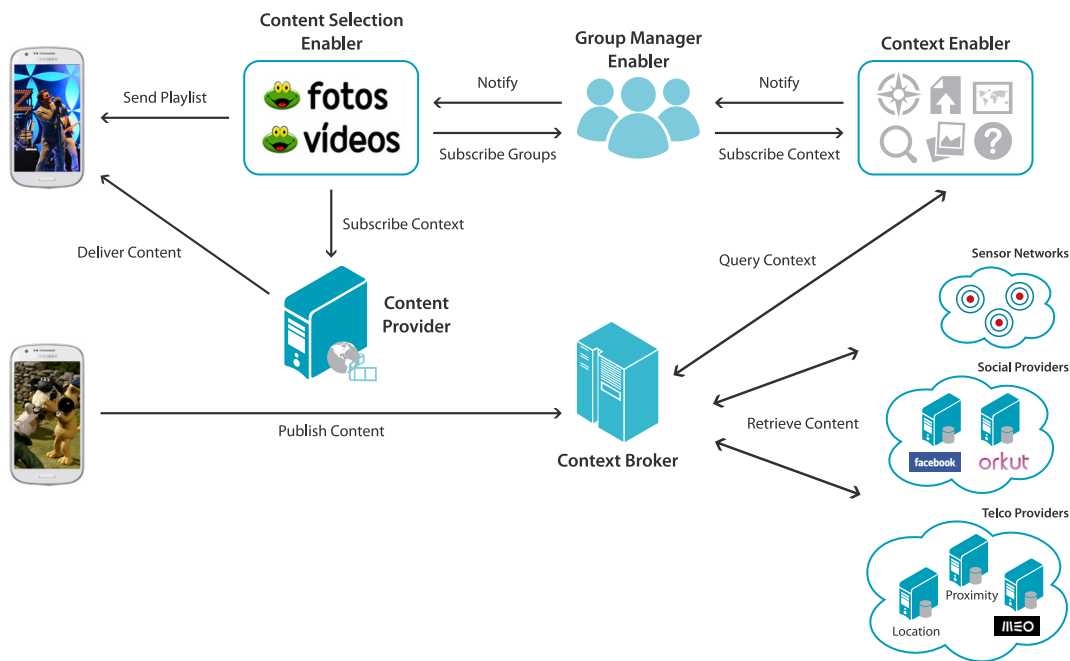 Content Selection
Enabler
Group Manager
Enabler
Context Enabler
Send Playlist
fotos
vídeos
Notify
Subscribe Groups
Notify
Subscribe Context
Subscribe Context
Deliver Content
Query Context
Content
Provider
Sensor Networks
Social Providers
facebook
orkut
Publish Content
Context Broker
Retrieve Content
Telco Providers
Proximity
Location
MEO